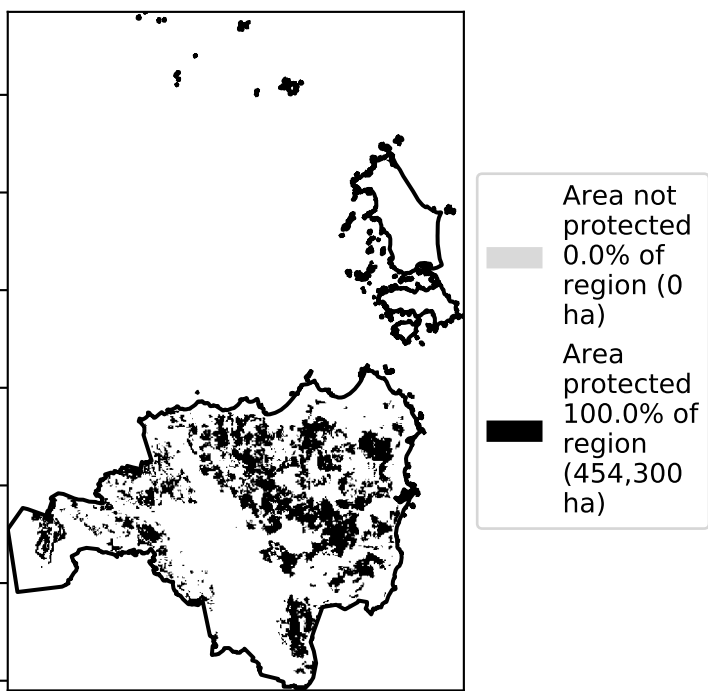 Area not
protected
0.0% of
region (0
ha)
Area
protected
100.0% of
region
(454,300
ha)